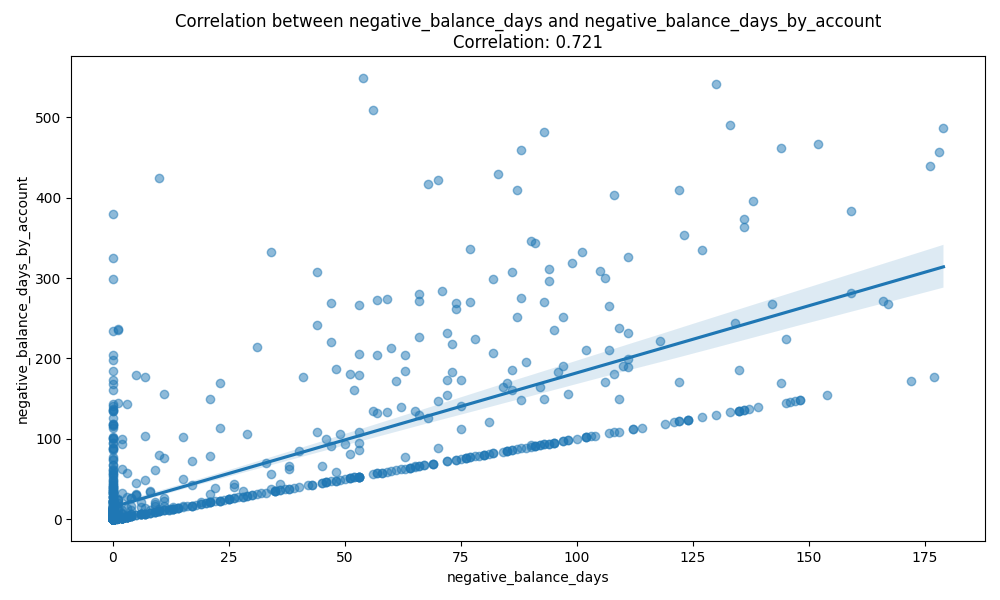 Correlation between negative_balance_days and negative_balance_days_by_account
Correlation: 0.721
negative_balance_days_by_account
500
400
300
200
100
0
0 25 50 75 100 125 150 175
negative_balance_days